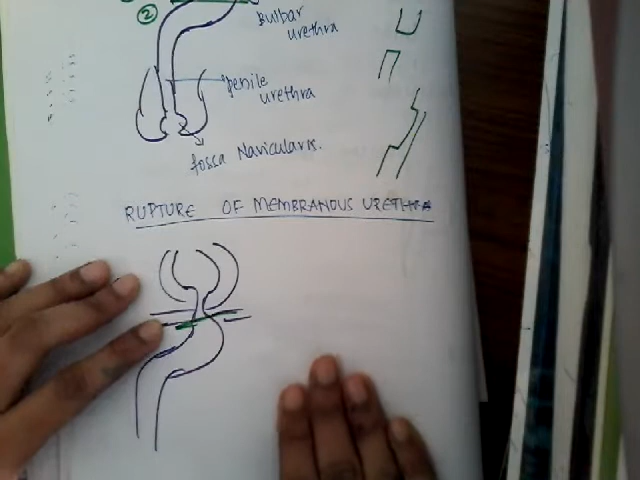 ②
Bulbar
urethra
Penile
urethra
fossa Navicularis.
RUPTURE OF MEMBRANOUS URETHRA